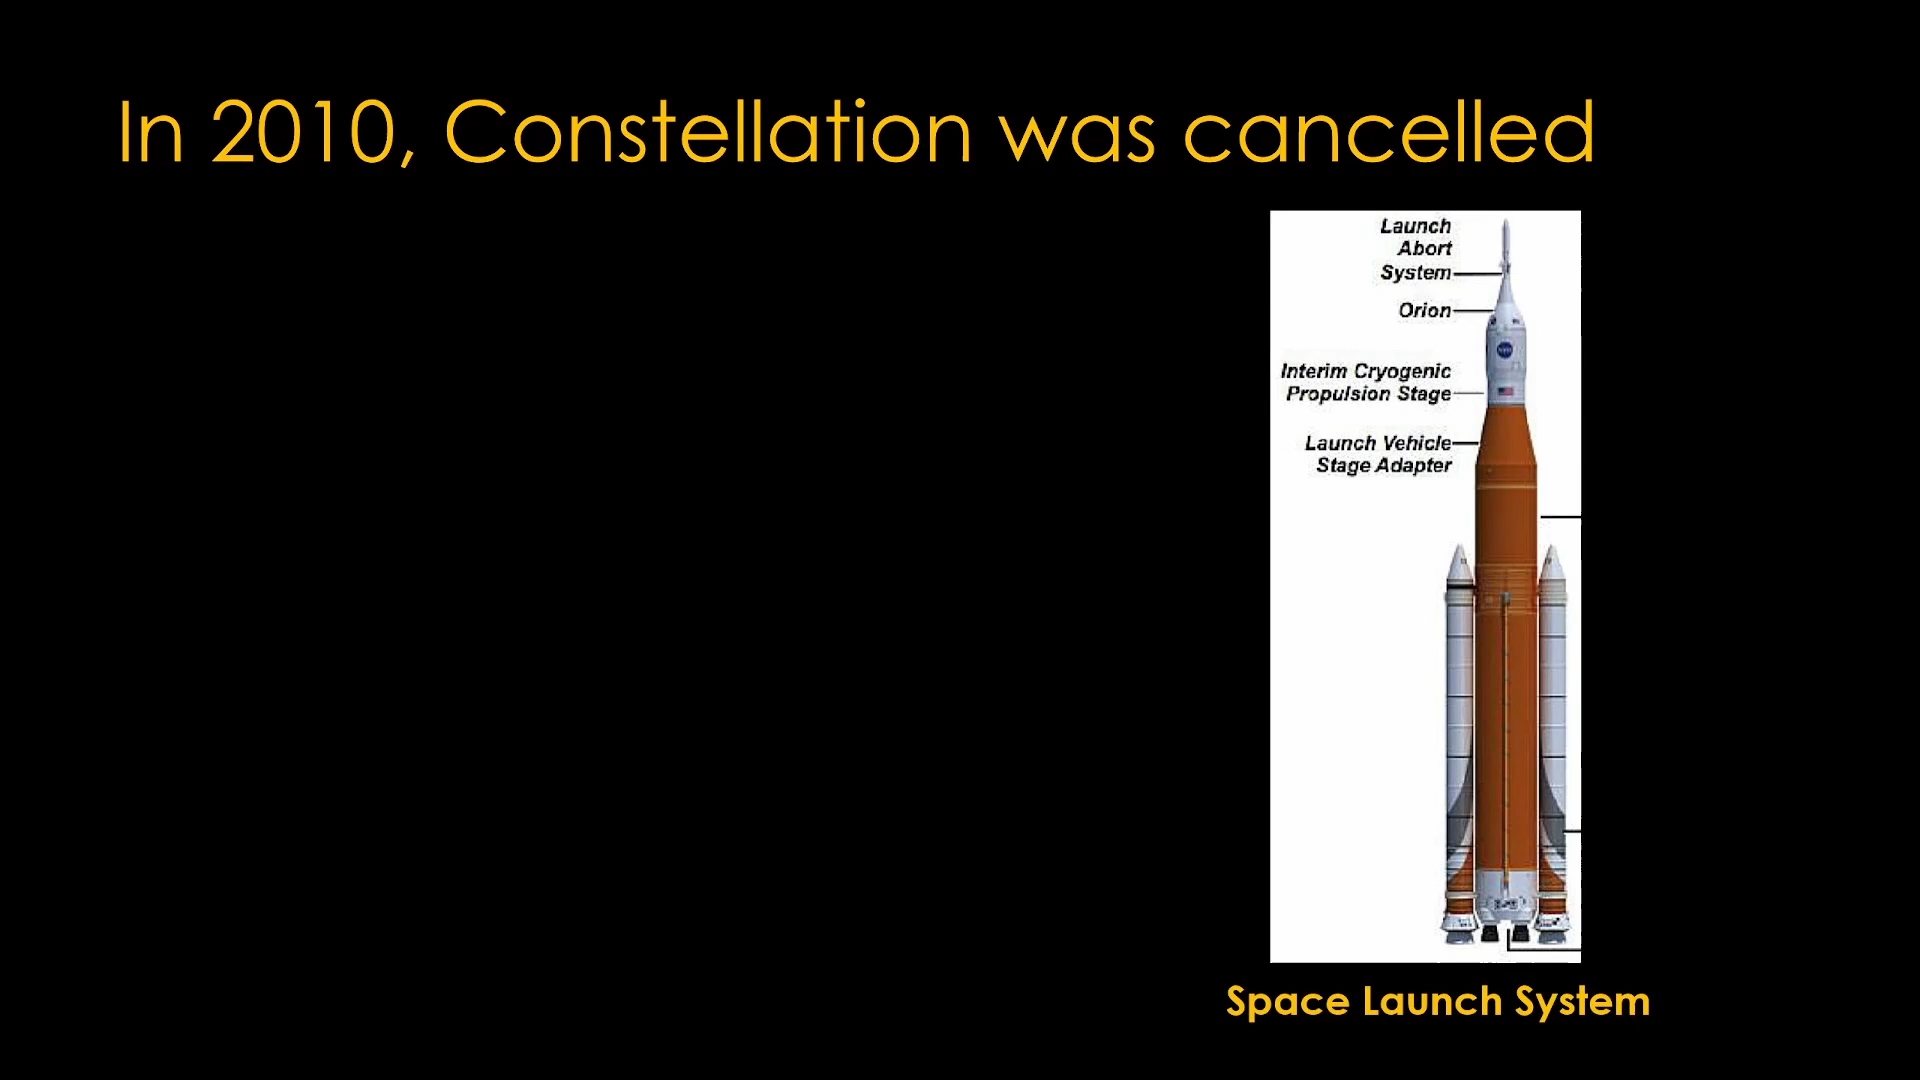 In 2010, Constellation was cancelled
Launch
Abort
System
Orion
Interim Cryogenic
Propulsion Stage
Launch Vehicle
Stage Adapter
Space Launch System